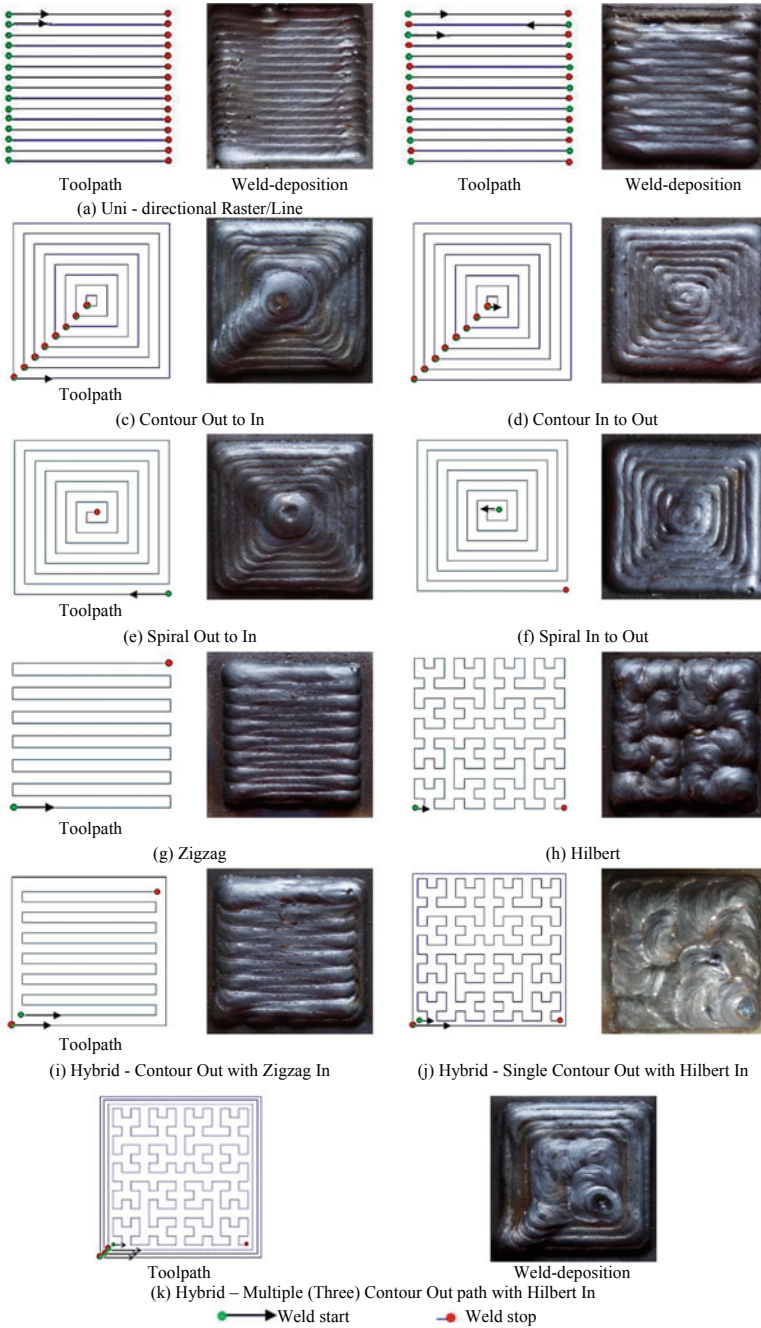 Toolpath Weld-deposition Toolpath Weld-deposition
(a) Uni - directional Raster/Line
Toolpath
(c) Contour Out to In (d) Contour In to Out
Toolpath
(e) Spiral Out to In (f) Spiral In to Out
Toolpath
(g) Zigzag (h) Hilbert
Toolpath
(i) Hybrid - Contour Out with Zigzag In (j) Hybrid - Single Contour Out with Hilbert In
Toolpath Weld-deposition
(k) Hybrid – Multiple (Three) Contour Out path with Hilbert In
Weld start Weld stop